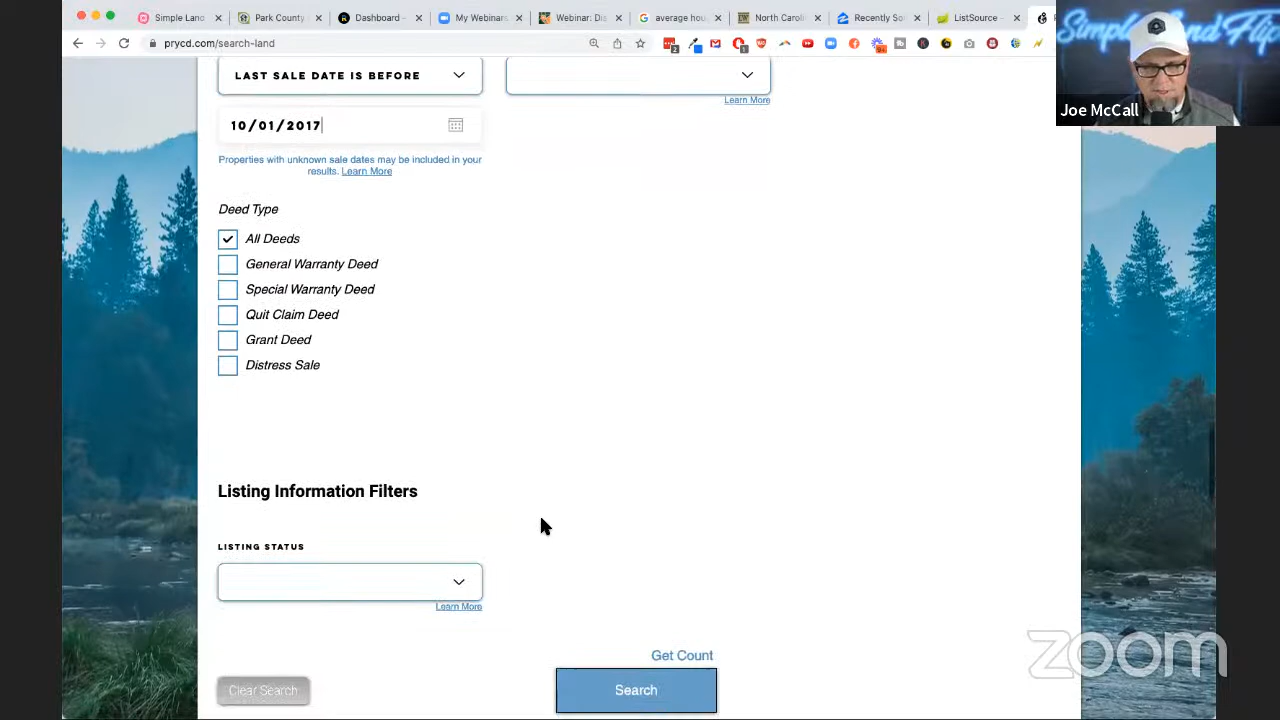 Simple Lan
Park County
Dashboard -
My Webinars
Webinar: Dis
average hou
North Caroli
Recently So
ListSource -
prycd.com/search-land
Joe McCall
LAST SALE DATE IS BEFORE
Learn More
10/01/2017
Properties with unknown sale dates may be included in your
results. Learn More
Deed Type
All Deeds
General Warranty Deed
Special Warranty Deed
Quit Claim Deed
Grant Deed
Distress Sale
Listing Information Filters
LISTING STATUS
Learn More
Get Count
Clear Search
Search
zoom